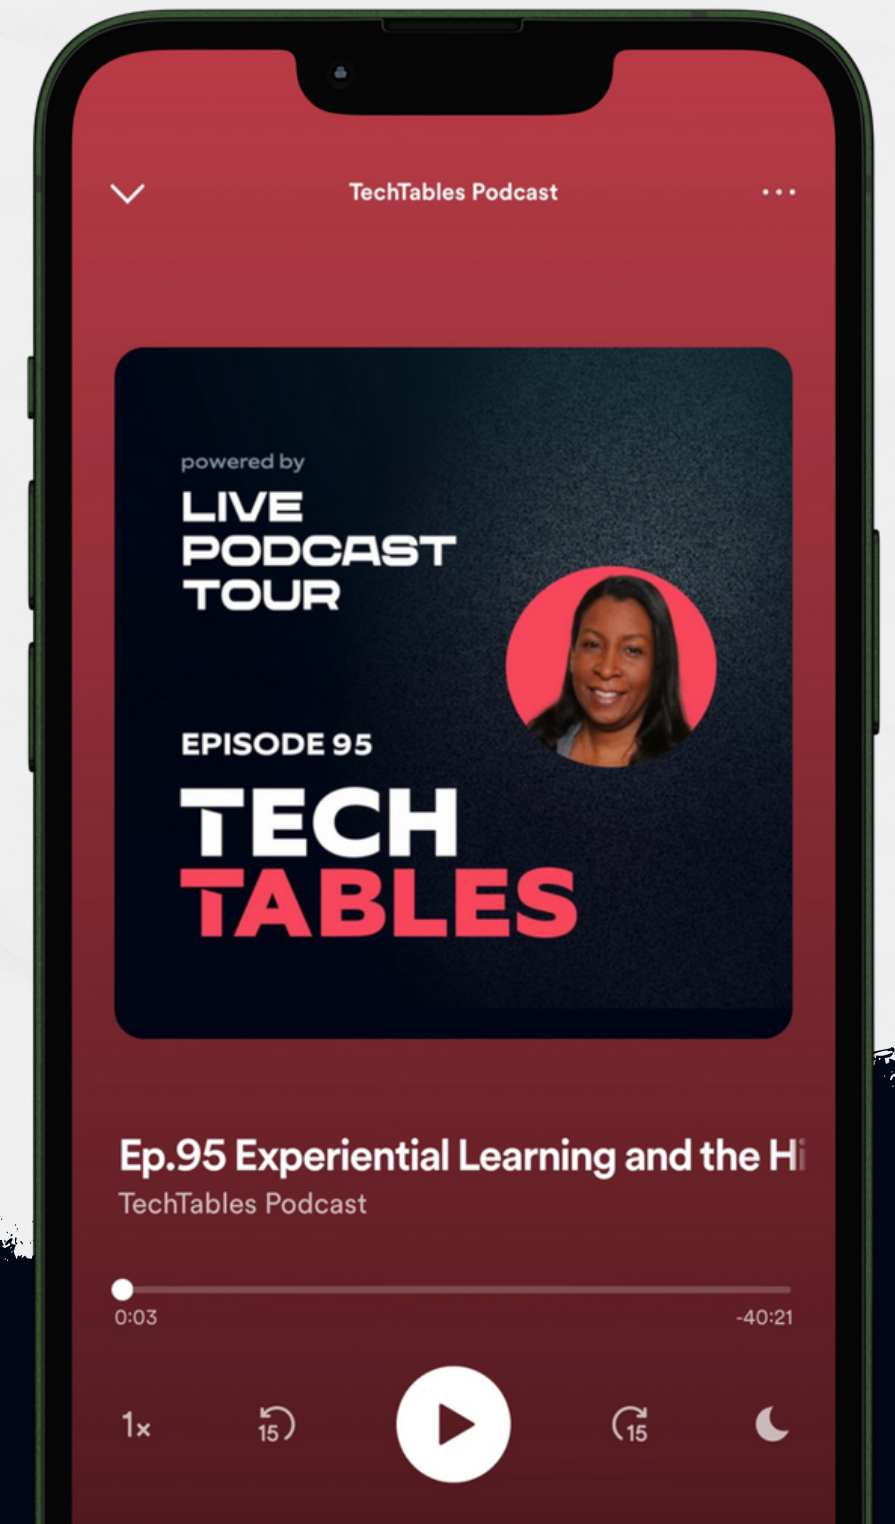 TechTables Podcast
powered by
LIVE
PODCAST
TOUR
EPISODE 95
TECH
TABLES
Ep.95 Experiential Learning and the Hi
TechTables Podcast
0:03
-40:21
1x
15
15